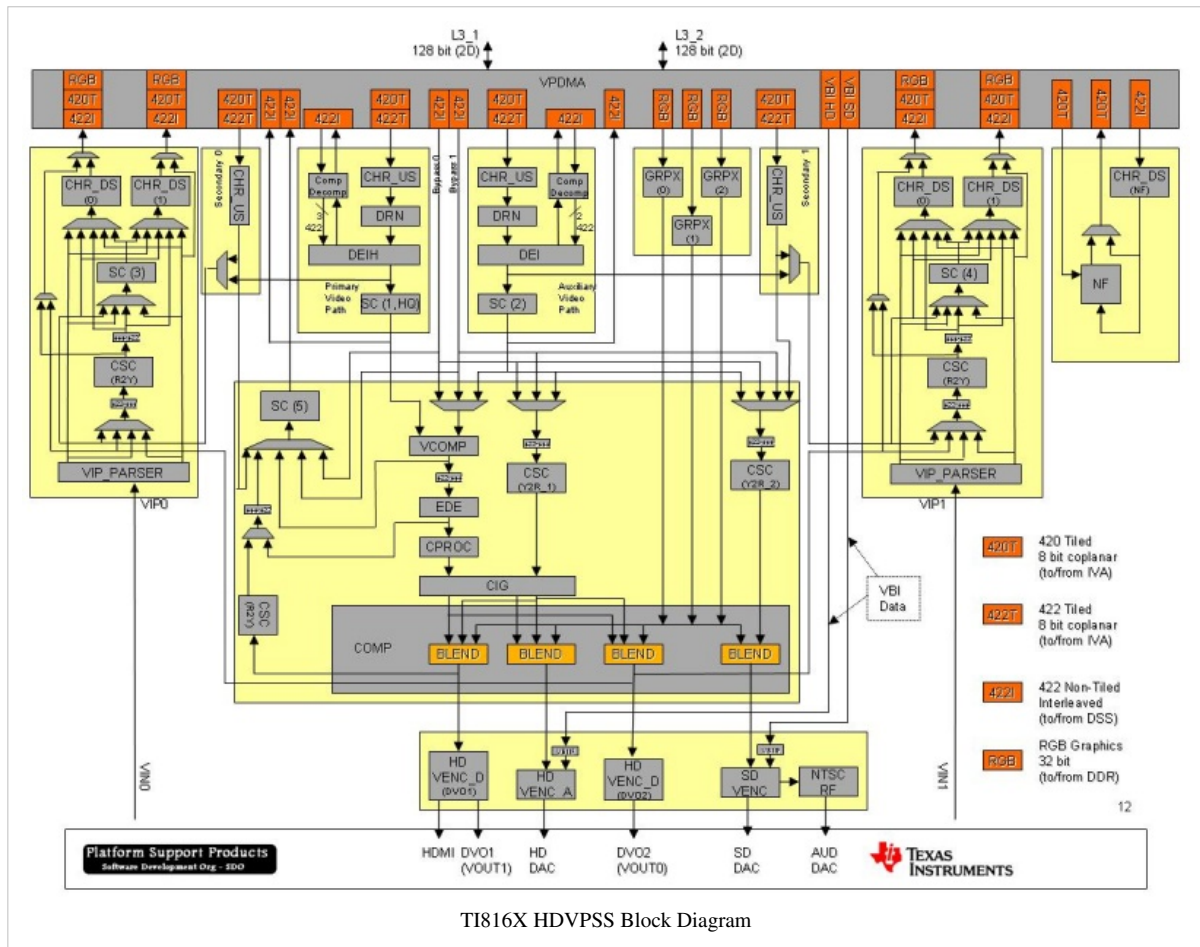 L3_1
128 bit (2D)
L3_2
128 bit (2D)
VPDMA
RGB
420T
422I
RGB
420T
422I
420T
422T
422I
422I
422I
420T
422T
422I
422I
420T
422T
422I
422I
RGB
RGB
RGB
420T
422T
VBI HD
VBI SD
RGB
420T
422I
RGB
420T
422I
420T
420T
422I
CHR_DS
(0)
CHR_DS
(1)
SC (3)
CSC
(R2Y)
VIP_PARSER
VIP0
Secondary 0
CHR_US
Comp
Decomp
3
422
CHR_US
DRN
DEIH
Primary
Video
Path
SC (1,HQ)
Bypass 0
Bypass 1
CHR_US
DRN
DEI
SC (2)
Comp
Decomp
2
422
Auxiliary
Video
Path
GRPX
(0)
GRPX
(1)
GRPX
(2)
Secondary 1
CHR_US
CHR_DS
(0)
CHR_DS
(1)
SC (4)
CSC
(R2Y)
VIP_PARSER
VIP1
CHR_DS
(NF)
NF
SC (5)
VCOMP
EDE
CPROC
CIG
CSC
(Y2R_1)
CSC
(Y2R_2)
CSC
(R2Y)
COMP
BLEND
BLEND
BLEND
BLEND
VBI
Data
HD
VENC_D
(DVO1)
HD
VENC_A
HD
VENC_D
(DVO2)
SD
VENC
NTSC
RF
VIN0
VIN1
420T
420 Tiled
8 bit coplanar
(to/from IVA)
422T
422 Tiled
8 bit coplanar
(to/from IVA)
422I
422 Non-Tiled
Interleaved
(to/from DSS)
RGB
RGB Graphics
32 bit
(to/from DDR)
12
Platform Support Products
Software Development Org - SDO
HDMI
DVO1
(VOUT1)
HD
DAC
DVO2
(VOUT0)
SD
DAC
AUD
DAC
TEXAS
INSTRUMENTS
TI816X HDVPSS Block Diagram